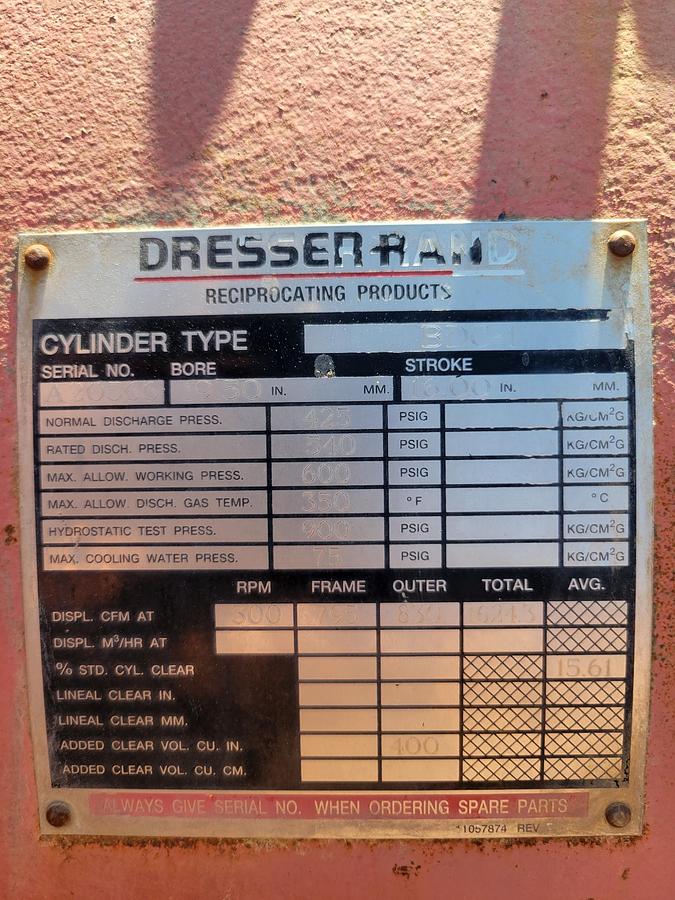 DRESSER-RAND
RECIPROCATING PRODUCTS
CYLINDER TYPE
SERIAL NO. BORE STROKE
IN. MM. 16.00 IN. MM.
NORMAL DISCHARGE PRESS. 425 PSIG KG/CM²G
RATED DISCH. PRESS. 540 PSIG KG/CM²G
MAX. ALLOW. WORKING PRESS. 600 PSIG KG/CM²G
MAX. ALLOW. DISCH. GAS TEMP. 350 °F °C
HYDROSTATIC TEST PRESS. 900 PSIG KG/CM²G
MAX. COOLING WATER PRESS. 75 PSIG KG/CM²G
RPM FRAME OUTER TOTAL AVG.
DISPL. CFM AT 300
DISPL. M³/HR AT
% STD. CYL. CLEAR 15.61
LINEAL CLEAR IN.
LINEAL CLEAR MM.
ADDED CLEAR VOL. CU. IN. 400
ADDED CLEAR VOL. CU. CM.
ALWAYS GIVE SERIAL NO. WHEN ORDERING SPARE PARTS
1057874 REV